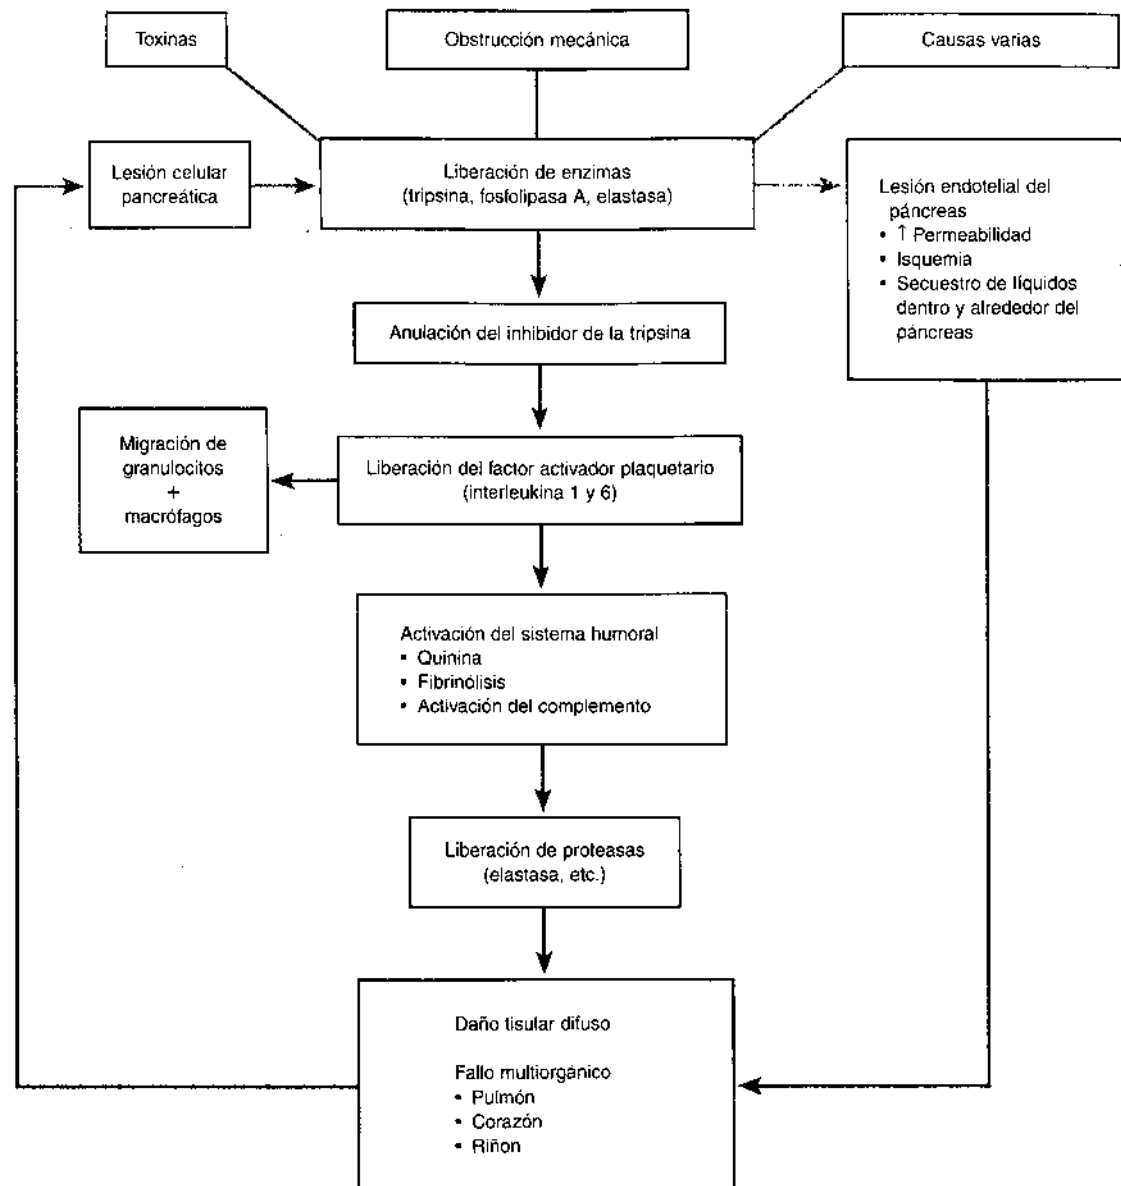 Toxinas
Obstrucción mecánica
Causas varias
Lesión celular
pancreática
Liberación de enzimas
(tripsina, fosfolipasa A, elastasa)
Lesión endotelial del
páncreas
• ↑ Permeabilidad
• Isquemia
• Secuestro de líquidos
dentro y alrededor del
páncreas
Anulación del inhibidor de la tripsina
Migración de
granulocitos
+
macrófagos
Liberación del factor activador plaquetario
(interleukina 1 y 6)
Activación del sistema humoral
• Quinina
• Fibrinólisis
• Activación del complemento
Liberación de proteasas
(elastasa, etc.)
Daño tisular difuso
Fallo multiorgánico
• Pulmón
• Corazón
• Riñon